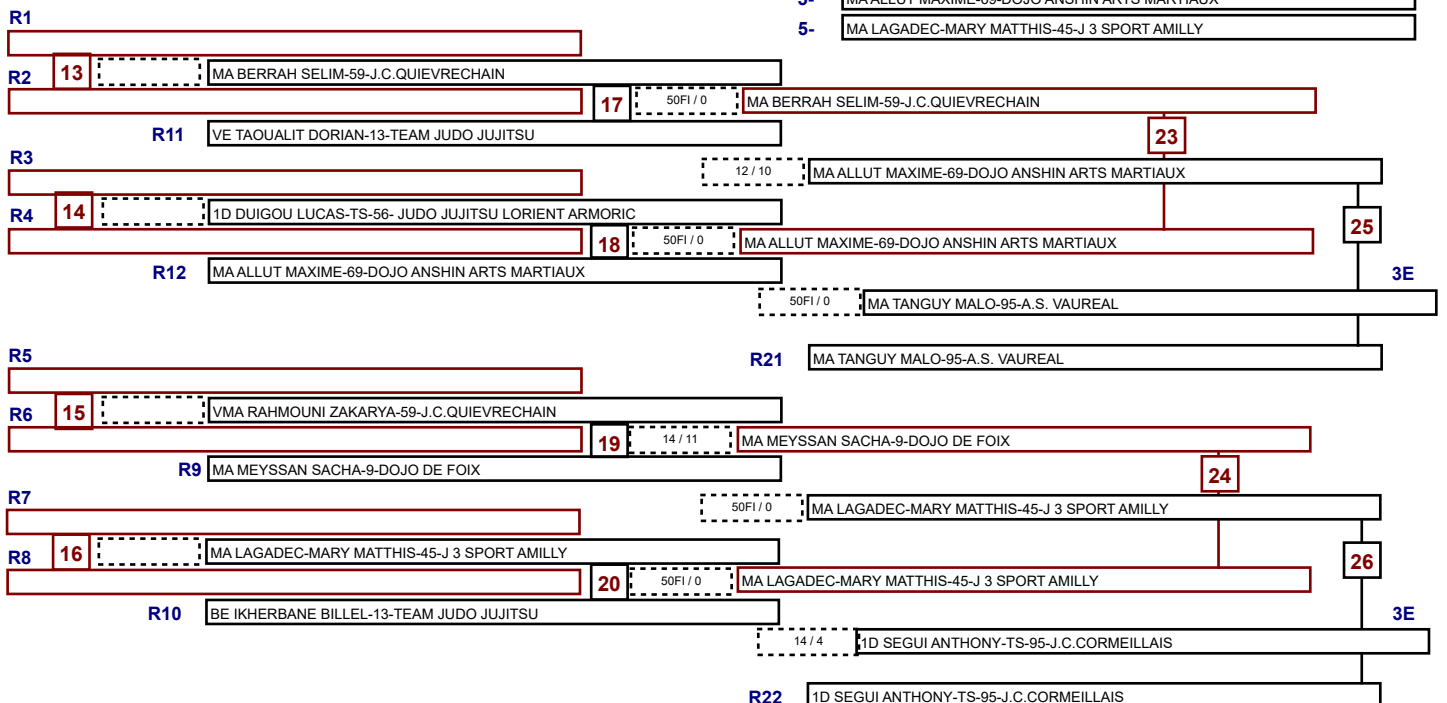 5- MA ALLUT MAXIME-69-DOJO ANSHIN ARTS MARTIAUX
R1
5- MA LAGADEC-MARY MATTHIS-45-J 3 SPORT AMILLY
13 MA BERRAH SELIM-59-J.C.QUIEVRECHAIN
R2
17 50FI / 0 MA BERRAH SELIM-59-J.C.QUIEVRECHAIN
R11 VE TAOUALIT DORIAN-13-TEAM JUDO JUJITSU
23
R3
12 / 10 MA ALLUT MAXIME-69-DOJO ANSHIN ARTS MARTIAUX
14 1D DUIGOU LUCAS-TS-56- JUDO JUJITSU LORIENT ARMORIC
R4
25
18 50FI / 0 MA ALLUT MAXIME-69-DOJO ANSHIN ARTS MARTIAUX
R12 MA ALLUT MAXIME-69-DOJO ANSHIN ARTS MARTIAUX
3E
50FI / 0 MA TANGUY MALO-95-A.S. VAUREAL
R5
R21 MA TANGUY MALO-95-A.S. VAUREAL
15 VMA RAHMOUNI ZAKARYA-59-J.C.QUIEVRECHAIN
R6
19 14 / 11 MA MEYSSAN SACHA-9-DOJO DE FOIX
R9 MA MEYSSAN SACHA-9-DOJO DE FOIX
24
R7
50FI / 0 MA LAGADEC-MARY MATTHIS-45-J 3 SPORT AMILLY
16 MA LAGADEC-MARY MATTHIS-45-J 3 SPORT AMILLY
R8
26
20 50FI / 0 MA LAGADEC-MARY MATTHIS-45-J 3 SPORT AMILLY
R10 BE IKHERBANE BILLEL-13-TEAM JUDO JUJITSU
3E
14 / 4 1D SEGUI ANTHONY-TS-95-J.C.CORMEILLAIS
R22 1D SEGUI ANTHONY-TS-95-J.C.CORMEILLAIS